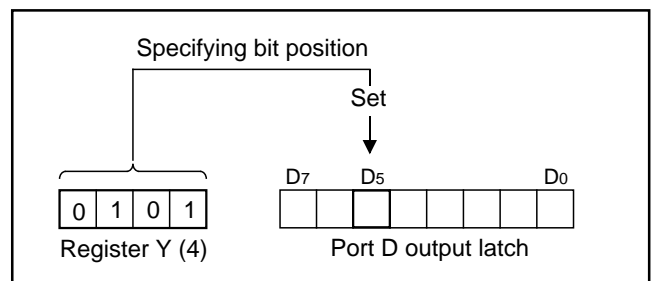 Specifying bit position
Set
D7 D5 D0
0 1 0 1
Register Y (4) Port D output latch